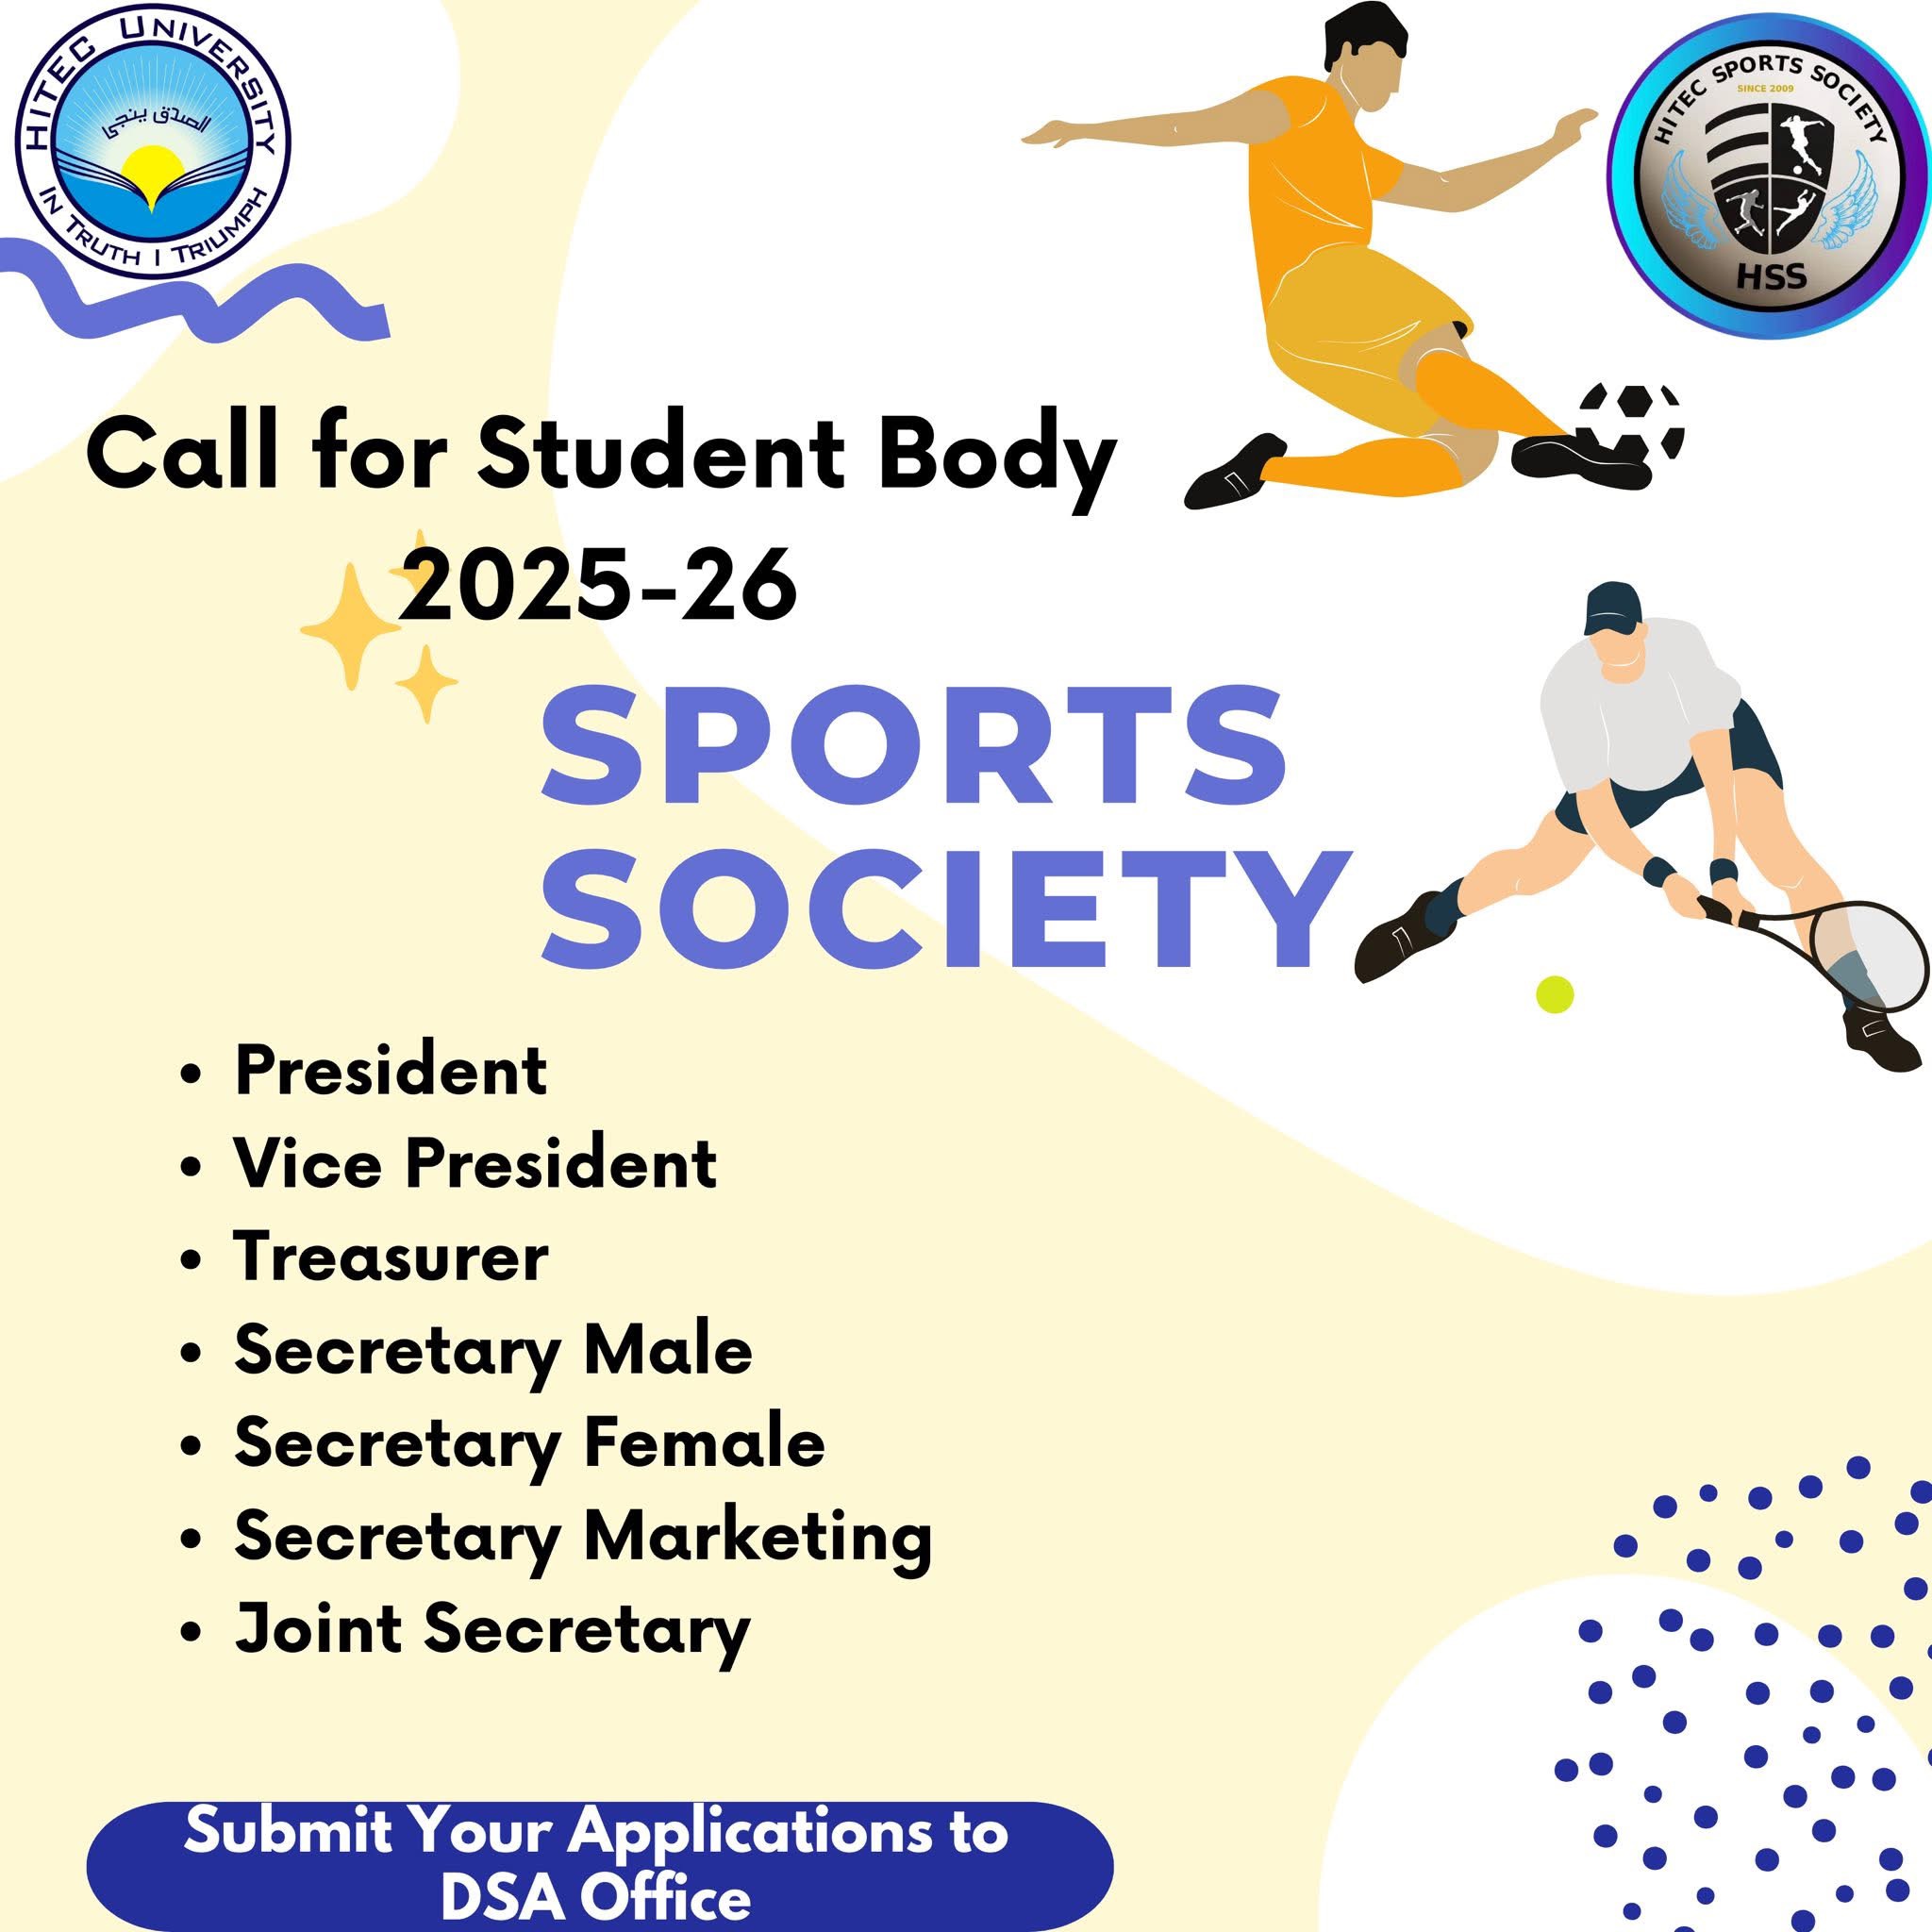 HITEC UNIVERSITY
الصدق ينجي
IN TRUTH I TRIUMPH
HITEC SPORTS SOCIETY
SINCE 2009
HSS
Call for Student Body
2025-26
SPORTS
SOCIETY
• President
• Vice President
• Treasurer
• Secretary Male
• Secretary Female
• Secretary Marketing
• Joint Secretary
Submit Your Applications to
DSA Office